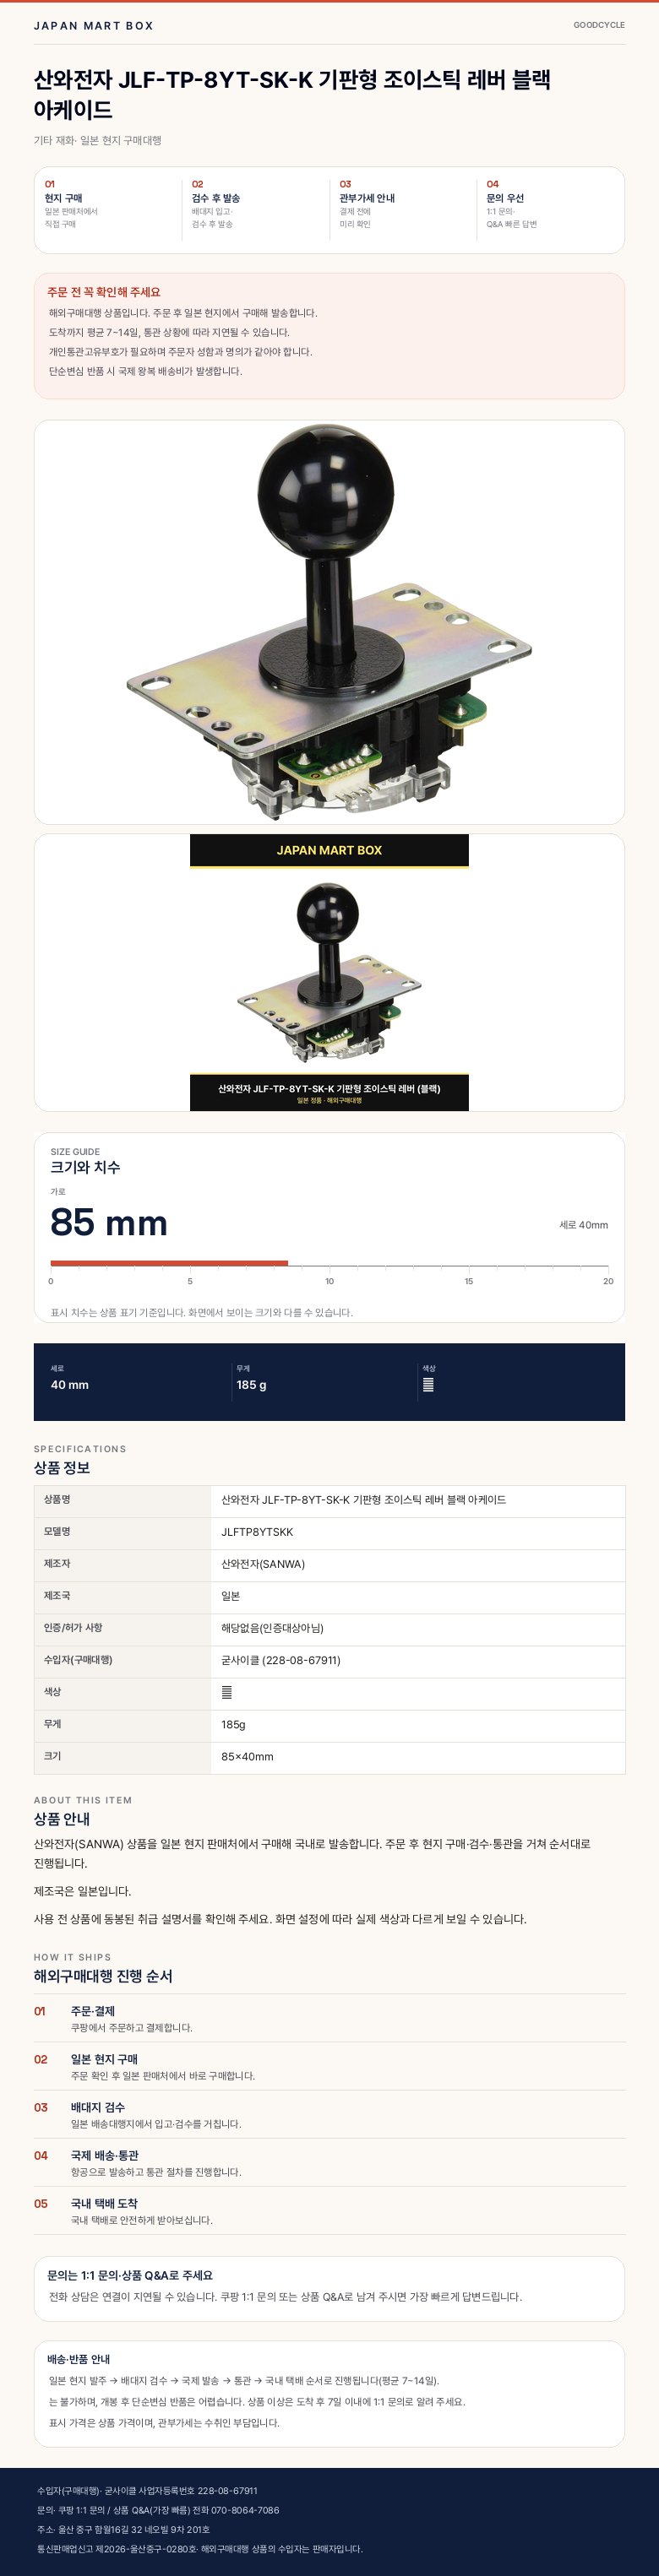 JAPAN MART BOX
GOODCYCLE
산와전자 JLF-TP-8YT-SK-K 기판형 조이스틱 레버 블랙
아케이드
기타 재화· 일본 현지 구매대행
01
현지 구매
일본 판매처에서
직접 구매
02
검수 후 발송
배대지 입고·
검수 후 발송
03
관부가세 안내
결제 전에
미리 확인
04
문의 우선
1:1 문의·
Q&A 빠른 답변
주문 전 꼭 확인해 주세요
해외구매대행 상품입니다. 주문 후 일본 현지에서 구매해 발송합니다.
도착까지 평균 7~14일, 통관 상황에 따라 지연될 수 있습니다.
개인통관고유부호가 필요하며 주문자 성함과 명의가 같아야 합니다.
단순변심 반품 시 국제 왕복 배송비가 발생합니다.
JAPAN MART BOX
산와전자 JLF-TP-8YT-SK-K 기판형 조이스틱 레버 (블랙)
일본 정품 · 해외구매대행
SIZE GUIDE
크기와 치수
가로
85 mm
세로 40mm
0 5 10 15 20
표시 치수는 상품 표기 기준입니다. 화면에서 보이는 크기와 다를 수 있습니다.
세로
40 mm
무게
185 g
색상
SPECIFICATIONS
상품 정보
상품명 산와전자 JLF-TP-8YT-SK-K 기판형 조이스틱 레버 블랙 아케이드
모델명 JLFTP8YTSKK
제조자 산와전자(SANWA)
제조국 일본
인증/허가 사항 해당없음(인증대상아님)
수입자(구매대행) 굳사이클 (228-08-67911)
색상
무게 185g
크기 85×40mm
ABOUT THIS ITEM
상품 안내
산와전자(SANWA) 상품을 일본 현지 판매처에서 구매해 국내로 발송합니다. 주문 후 현지 구매·검수·통관을 거쳐 순서대로
진행됩니다.
제조국은 일본입니다.
사용 전 상품에 동봉된 취급 설명서를 확인해 주세요. 화면 설정에 따라 실제 색상과 다르게 보일 수 있습니다.
HOW IT SHIPS
해외구매대행 진행 순서
01 주문·결제
쿠팡에서 주문하고 결제합니다.
02 일본 현지 구매
주문 확인 후 일본 판매처에서 바로 구매합니다.
03 배대지 검수
일본 배송대행지에서 입고·검수를 거칩니다.
04 국제 배송·통관
항공으로 발송하고 통관 절차를 진행합니다.
05 국내 택배 도착
국내 택배로 안전하게 받아보십니다.
문의는 1:1 문의·상품 Q&A로 주세요
전화 상담은 연결이 지연될 수 있습니다. 쿠팡 1:1 문의 또는 상품 Q&A로 남겨 주시면 가장 빠르게 답변드립니다.
배송·반품 안내
일본 현지 발주 → 배대지 검수 → 국제 발송 → 통관 → 국내 택배 순서로 진행됩니다(평균 7~14일).
는 불가하며, 개봉 후 단순변심 반품은 어렵습니다. 상품 이상은 도착 후 7일 이내에 1:1 문의로 알려 주세요.
표시 가격은 상품 가격이며, 관부가세는 수취인 부담입니다.
수입자(구매대행)· 굳사이클 사업자등록번호 228-08-67911
문의· 쿠팡 1:1 문의 / 상품 Q&A(가장 빠름) 전화 070-8064-7086
주소· 울산 중구 함월16길 32 네오빌 9차 201호
통신판매업신고 제2026-울산중구-0280호· 해외구매대행 상품의 수입자는 판매자입니다.